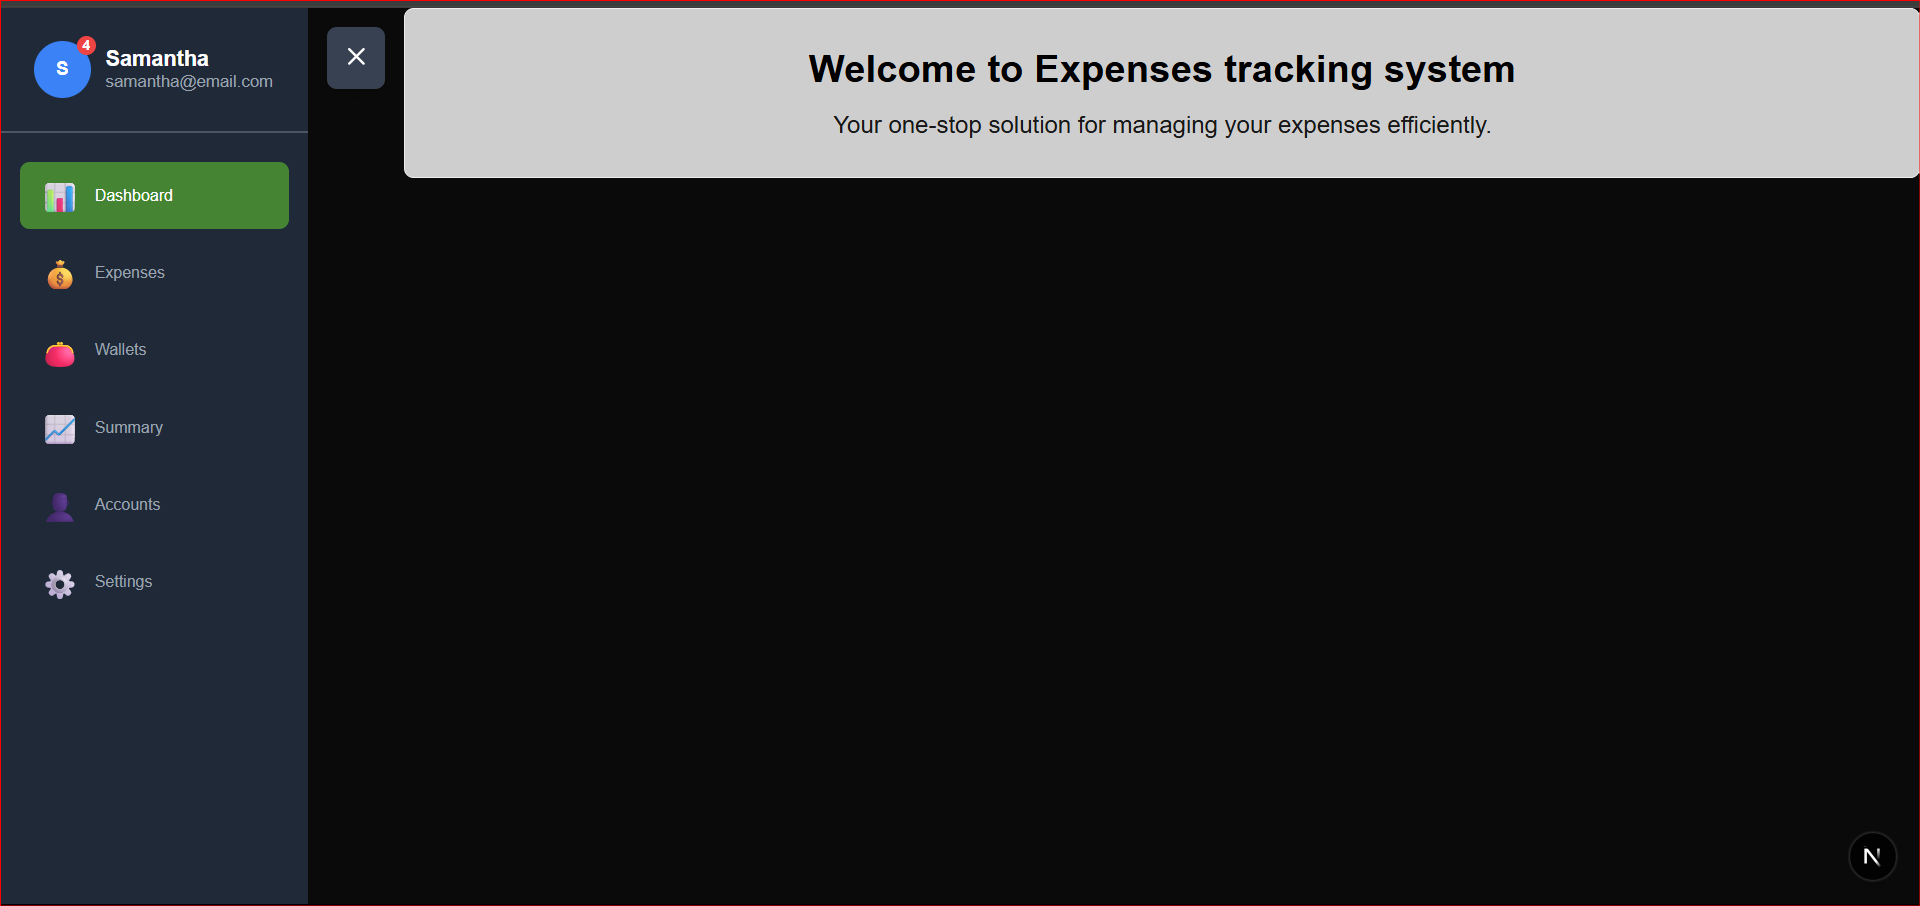 S
4
Samantha
samantha@email.com
Dashboard
Expenses
Wallets
Summary
Accounts
Settings
Welcome to Expenses tracking system
Your one-stop solution for managing your expenses efficiently.
N